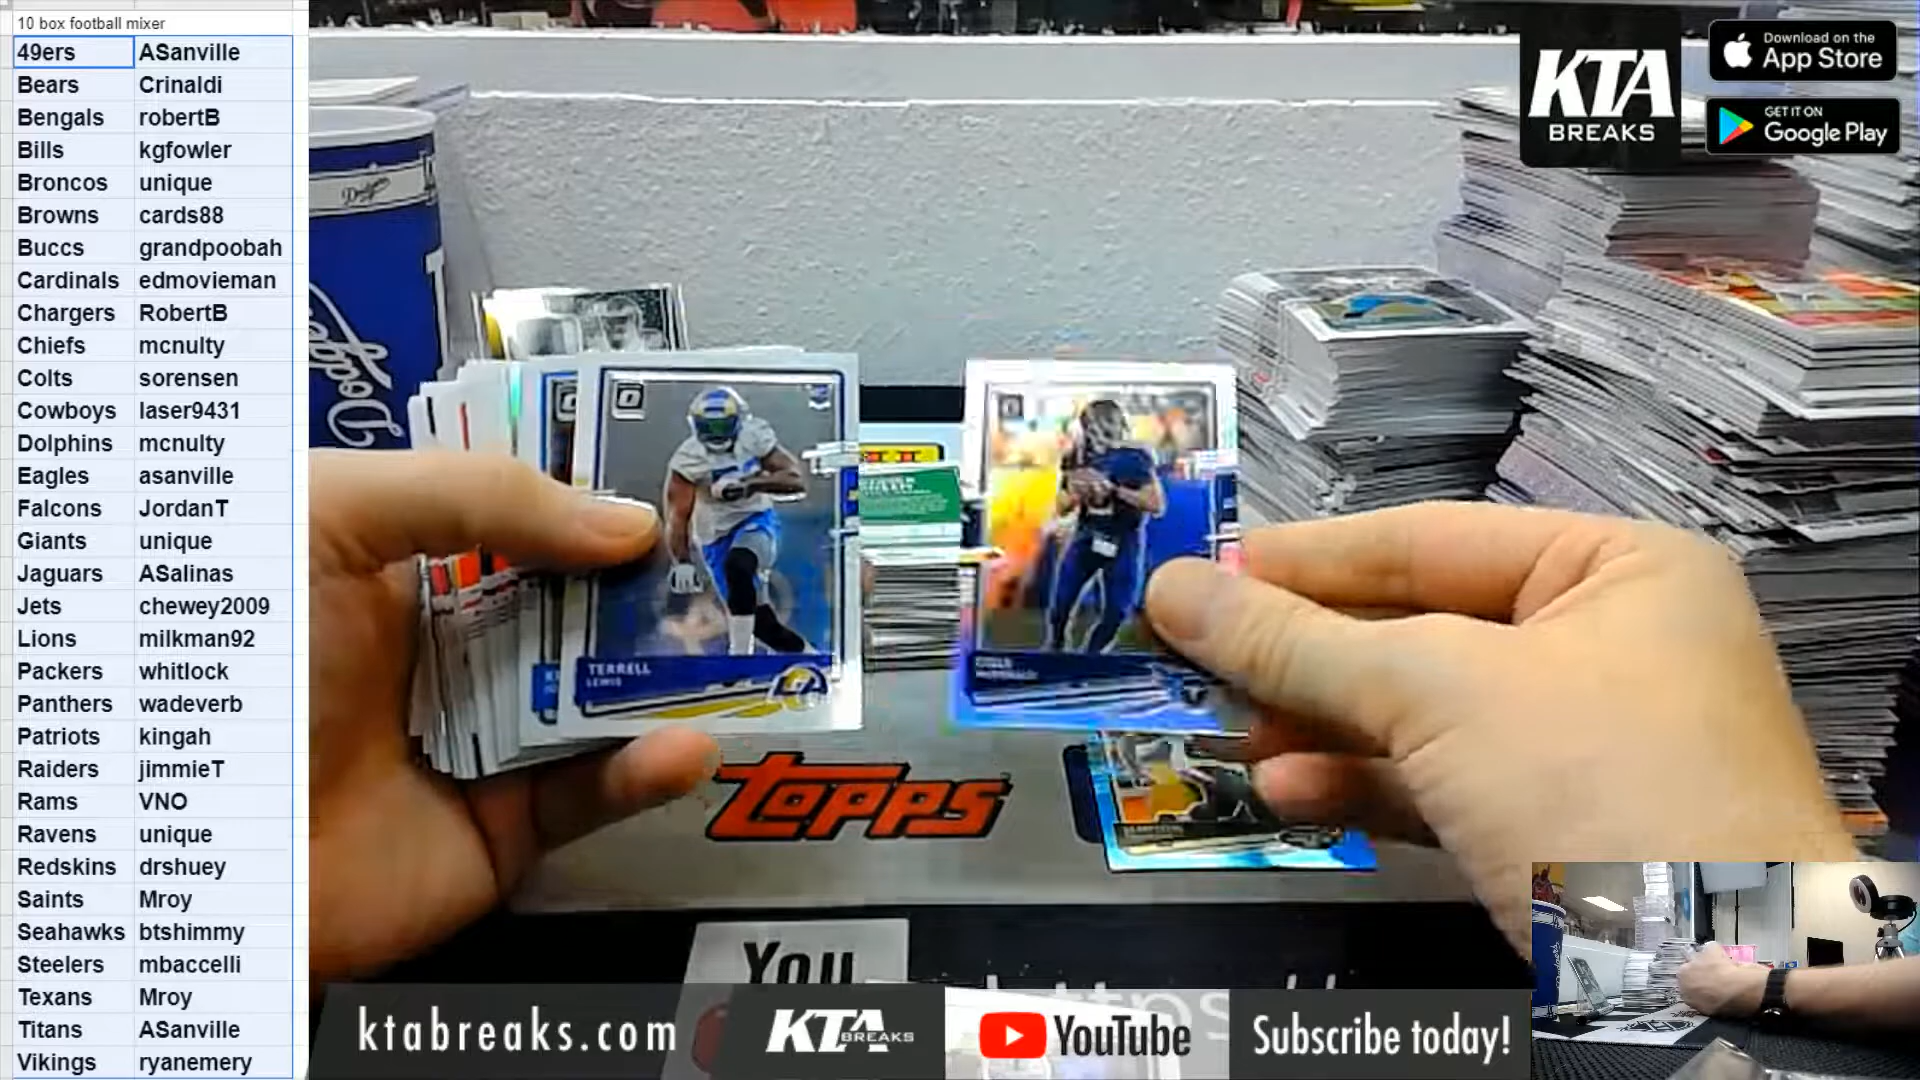 10 box football mixer
49ers ASanville
Bears Crinaldi
Bengals robertB
Bills kgfowler
Broncos unique
Browns cards88
Buccs grandpoobah
Cardinals edmovieman
Chargers RobertB
Chiefs mcnulty
Colts sorensen
Cowboys laser9431
Dolphins mcnulty
Eagles asanville
Falcons JordanT
Giants unique
Jaguars ASalinas
Jets chewey2009
Lions milkman92
Packers whitlock
Panthers wadeverb
Patriots kingah
Raiders jimmieT
Rams VNO
Ravens unique
Redskins drshuey
Saints Mroy
Seahawks btshimmy
Steelers mbaccelli
Texans Mroy
Titans ASanville
Vikings ryanemery
KTA
BREAKS
Download on the
App Store
GET IT ON
Google Play
Dodgers
TERRELL
LEWIS
topps
You
https:
ktabreaks.com
KTA BREAKS
YouTube
Subscribe today!